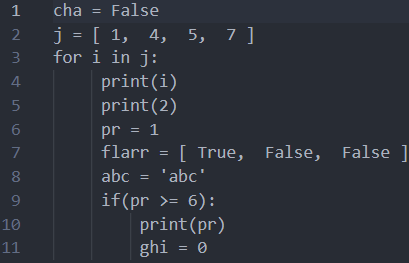 1 cha = False
2 j = [ 1,  4,  5,  7 ]
3 for i in j:
4     print(i)
5     print(2)
6     pr = 1
7     flarr = [ True,  False,  False ]
8     abc = 'abc'
9     if(pr >= 6):
10         print(pr)
11         ghi = 0